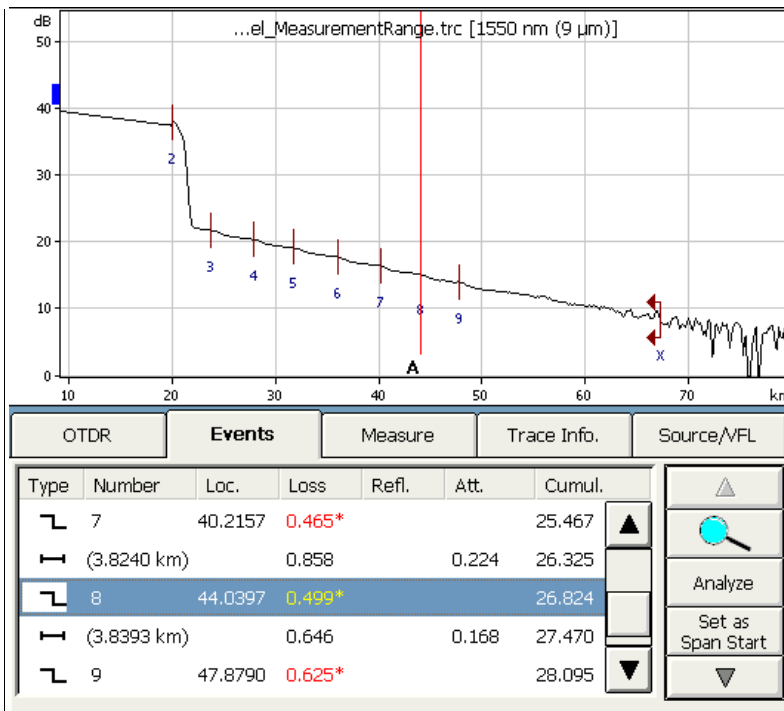 dB
...el_MeasurementRange.trc [1550 nm (9 µm)]
50
40
30
20
10
0
2
3
4
5
6
7
8
9
X
A
10 20 30 40 50 60 70 km
OTDR Events Measure Trace Info. Source/VFL
Type Number Loc. Loss Refl. Att. Cumul.
7 40.2157 0.465* 25.467
(3.8240 km) 0.858 0.224 26.325
8 44.0397 0.499* 26.824
(3.8393 km) 0.646 0.168 27.470
9 47.8790 0.625* 28.095
Analyze
Set as
Span Start